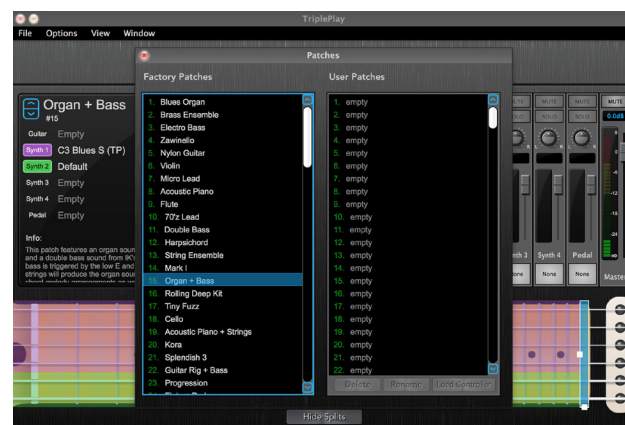 TriplePlay
File Options View Window
Patches
Factory Patches
User Patches
Organ + Bass
#15
Guitar Empty
Synth 1 C3 Blues S (TP)
Synth 2 Default
Synth 3 Empty
Synth 4 Empty
Pedal Empty
Info:
This patch features an organ soun
and a double bass sound from IK's
bass is triggered by the low E and
strings will produce the organ soun
1. Blues Organ
2. Brass Ensemble
3. Electro Bass
4. Zawinello
5. Nylon Guitar
6. Violin
7. Micro Lead
8. Acoustic Piano
9. Flute
10. 70'z Lead
11. Double Bass
12. Harpsichord
13. String Ensemble
14. Mark I
15. Organ + Bass
16. Rolling Deep Kit
17. Tiny Fuzz
18. Cello
19. Acoustic Piano + Strings
20. Kora
21. Splendish 3
22. Guitar Rig + Bass
23. Progression
1. empty
2. empty
3. empty
4. empty
5. empty
6. empty
7. empty
8. empty
9. empty
10. empty
11. empty
12. empty
13. empty
14. empty
15. empty
16. empty
17. empty
18. empty
19. empty
20. empty
21. empty
22. empty
Delete Rename Load Controller
MUTE MUTE MUTE MUTE
SOLO SOLO SOLO 0.0dB
L R L R
0
-6
-12
-18
-24
-oo
nth 3 Synth 4 Pedal
None None
Master
Hide Splits